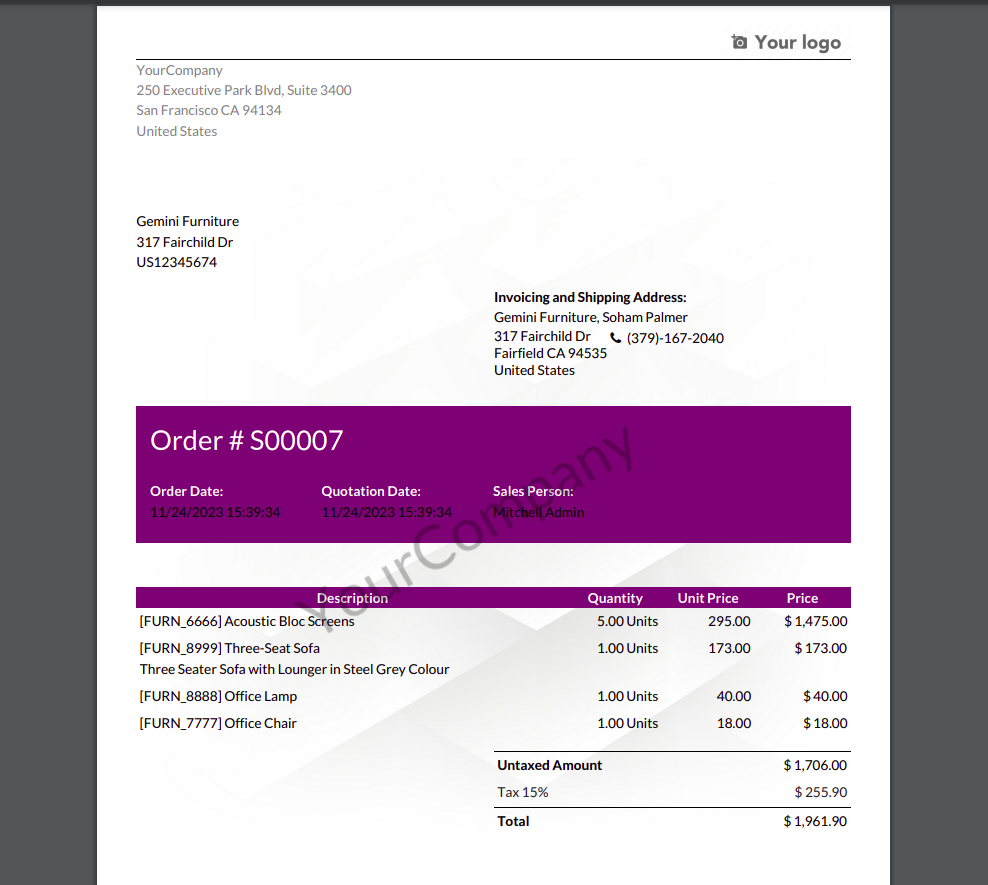 Your logo
YourCompany
250 Executive Park Blvd, Suite 3400
San Francisco CA 94134
United States
Gemini Furniture
317 Fairchild Dr
US12345674
Invoicing and Shipping Address:
Gemini Furniture, Soham Palmer
317 Fairchild Dr (379)-167-2040
Fairfield CA 94535
United States
Order # S00007
Order Date: Quotation Date: Sales Person:
11/24/2023 15:39:34 11/24/2023 15:39:34 Mitchell Admin
YourCompany
Description Quantity Unit Price Price
[FURN_6666] Acoustic Bloc Screens 5.00 Units 295.00 $ 1,475.00
[FURN_8999] Three-Seat Sofa 1.00 Units 173.00 $ 173.00
Three Seater Sofa with Lounger in Steel Grey Colour
[FURN_8888] Office Lamp 1.00 Units 40.00 $ 40.00
[FURN_7777] Office Chair 1.00 Units 18.00 $ 18.00
Untaxed Amount $ 1,706.00
Tax 15% $ 255.90
Total $ 1,961.90